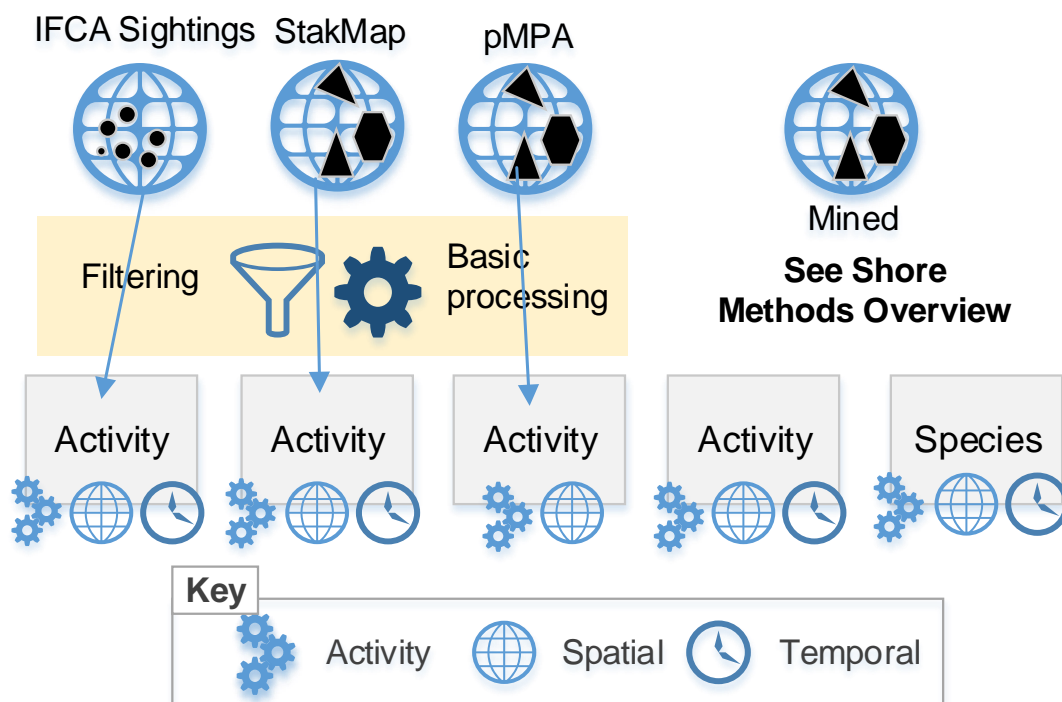 IFCA Sightings
StakMap
pMPA
Mined
See Shore
Methods Overview
Filtering
Basic
processing
Activity
Activity
Activity
Activity
Species
Key
Activity
Spatial
Temporal